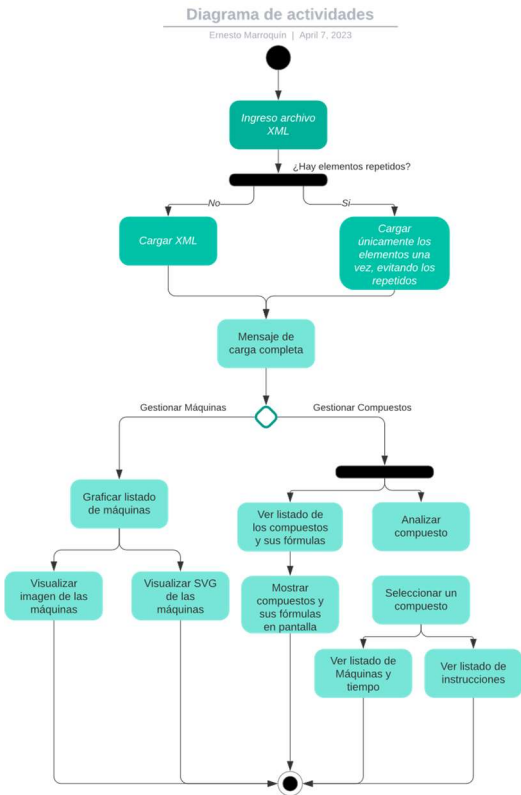 Diagrama de actividades
Ernesto Marroquín | April 7, 2023
Ingreso archivo
XML
¿Hay elementos repetidos?
No
Si
Cargar XML
Cargar
únicamente los
elementos una
vez, evitando los
repetidos
Mensaje de
carga completa
Gestionar Máquinas
Gestionar Compuestos
Graficar listado
de máquinas
Ver listado de
los compuestos
y sus fórmulas
Analizar
compuesto
Visualizar
imagen de las
máquinas
Visualizar SVG
de las
máquinas
Mostrar
compuestos y
sus fórmulas
en pantalla
Seleccionar un
compuesto
Ver listado de
Máquinas y
tiempo
Ver listado de
instrucciones